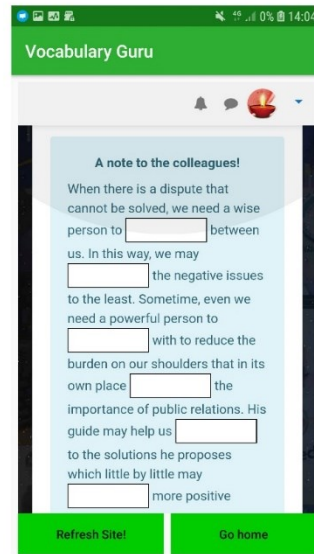 4G 0% 14:04
Vocabulary Guru
A note to the colleagues!
When there is a dispute that
cannot be solved, we need a wise
person to between
us. In this way, we may
the negative issues
to the least. Sometime, even we
need a powerful person to
with to reduce the
burden on our shoulders that in its
own place the
importance of public relations. His
guide may help us
to the solutions he proposes
which little by little may
more positive
Refresh Site! Go home